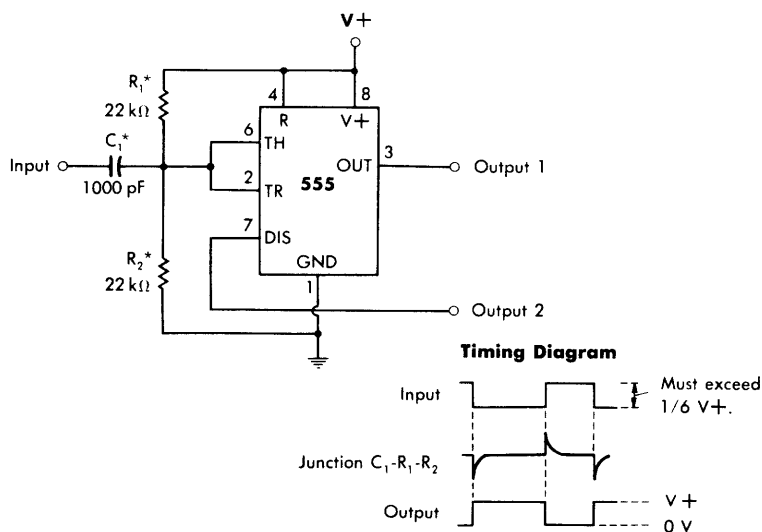 V+
R₁*
22 kΩ
4
8
R
V+
C₁*
6
TH
Input
1000 pF
OUT
3
Output 1
2
TR
555
7
DIS
R₂*
22 kΩ
GND
1
Output 2
Timing Diagram
Input
Must exceed
1/6 V+.
Junction C₁-R₁-R₂
Output
V+
0 V